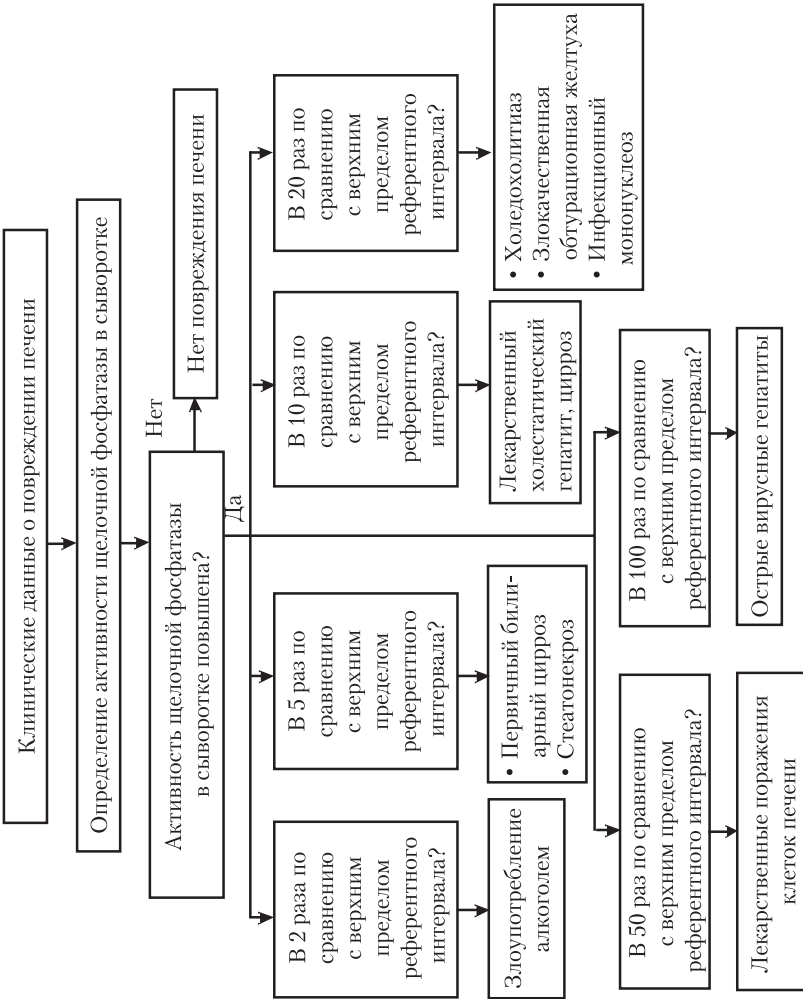 Клинические данные о повреждении печени
Определение активности щелочной фосфатазы в сыворотке
Активность щелочной фосфатазы
в сыворотке повышена?
Нет
Нет повреждения печени
Да
В 2 раза по
сравнению
с верхним
пределом
референтного
интервала?
В 5 раз по
сравнению
с верхним
пределом
референтного
интервала?
В 10 раз по
сравнению
с верхним
пределом
референтного
интервала?
В 20 раз по
сравнению
с верхним
пределом
референтного
интервала?
Злоупотребление
алкоголем
• Первичный били-
арный цирроз
• Стеатонекроз
Лекарственный
холестатический
гепатит, цирроз
• Холедохолитиаз
• Злокачественная
обтурационная желтуха
• Инфекционный
мононуклеоз
В 50 раз по сравнению
с верхним пределом
референтного интервала?
В 100 раз по сравнению
с верхним пределом
референтного интервала?
Лекарственные поражения
клеток печени
Острые вирусные гепатиты